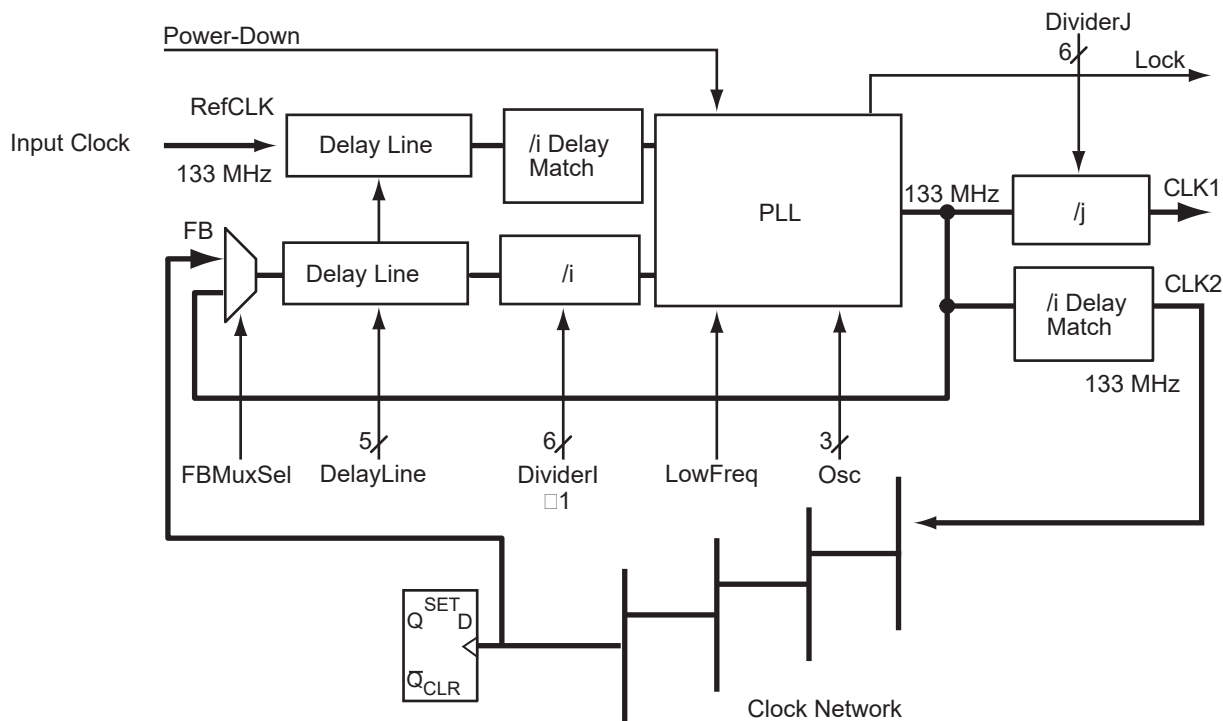 Power-Down
DividerJ
6
Lock
RefCLK
Input Clock
133 MHz
Delay Line
/i Delay
Match
PLL
133 MHz
/j
CLK1
FB
Delay Line
/i
/i Delay
Match
CLK2
133 MHz
5
6
3
FBMuxSel
DelayLine
DividerI
□1
LowFreq
Osc
SET
Q D
Q̅
CLR
Clock Network